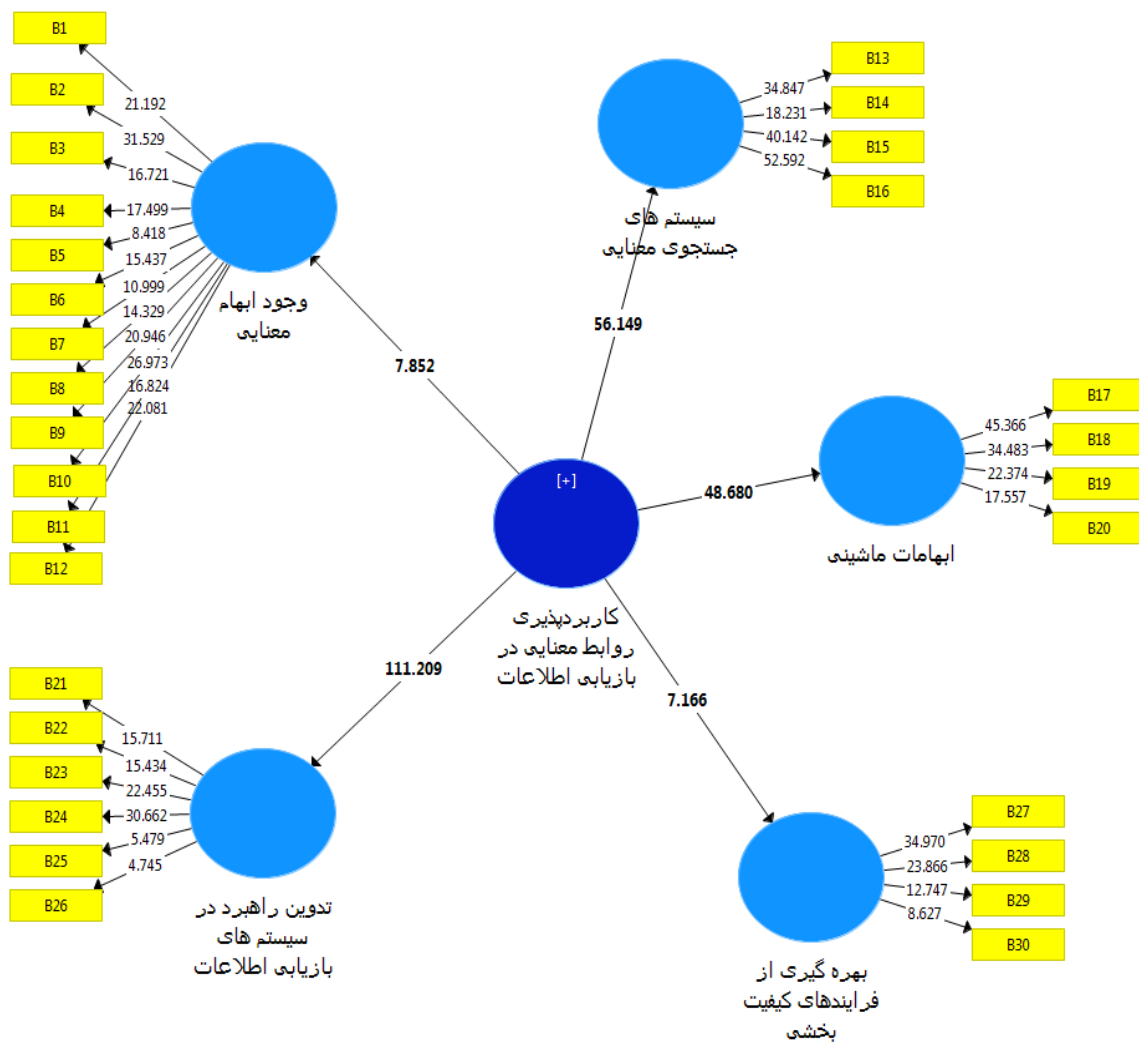 B1
B2
B3
B4
B5
B6
B7
B8
B9
B10
B11
B12
21.192
31.529
16.721
17.499
8.418
15.437
10.999
14.329
20.946
26.973
16.824
22.081
وجود ابهام
معنایی
7.852
B13
B14
B15
B16
34.847
18.231
40.142
52.592
سیستم های
جستجوی معنایی
56.149
B17
B18
B19
B20
45.366
34.483
22.374
17.557
ابهامات ماشینی
48.680
[+]
کاربردپذیری
روابط معنایی در
بازیابی اطلاعات
111.209
7.166
B21
B22
B23
B24
B25
B26
15.711
15.434
22.455
30.662
5.479
4.745
تدوین راهبرد در
سیستم های
بازیابی اطلاعات
B27
B28
B29
B30
34.970
23.866
12.747
8.627
بهره گیری از
فرایندهای کیفیت
بخشی